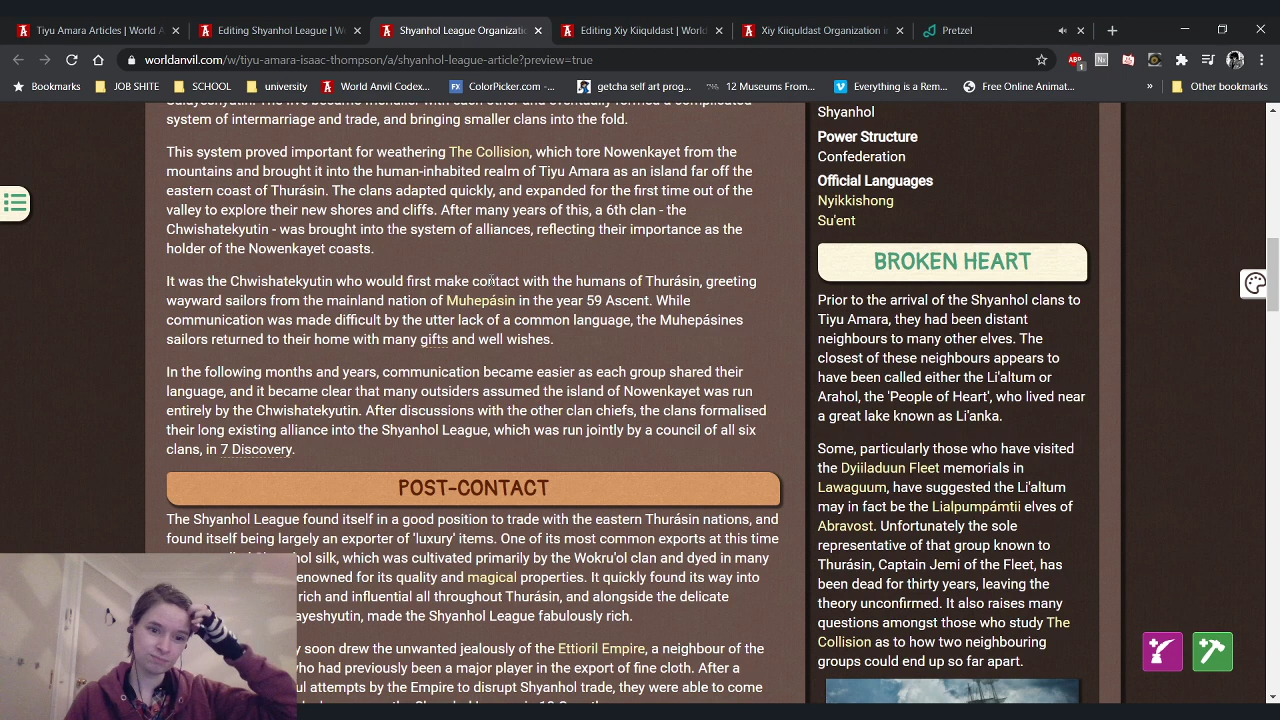 Tiyu Amara Articles | World A
Editing Shyanhol League | Wo
Shyanhol League Organizatio
Editing Xiy Kiiquldast | World
Xiy Kiiquldast Organization in
Pretzel
worldanvil.com/w/tiyu-amara-isaac-thompson/a/shyanhol-league-article?preview=true
Bookmarks
JOB SHITE
SCHOOL
university
World Anvil Codex...
ColorPicker.com -...
getcha self art prog...
12 Museums From...
Everything is a Rem...
Free Online Animat...
Other bookmarks
system of intermarriage and trade, and bringing smaller clans into the fold.
This system proved important for weathering The Collision, which tore Nowenkayet from the
mountains and brought it into the human-inhabited realm of Tiyu Amara as an island far off the
eastern coast of Thurásin. The clans adapted quickly, and expanded for the first time out of the
valley to explore their new shores and cliffs. After many years of this, a 6th clan - the
Chwishatekyutin - was brought into the system of alliances, reflecting their importance as the
holder of the Nowenkayet coasts.
It was the Chwishatekyutin who would first make contact with the humans of Thurásin, greeting
wayward sailors from the mainland nation of Muhepásin in the year 59 Ascent. While
communication was made difficult by the utter lack of a common language, the Muhepásines
sailors returned to their home with many gifts and well wishes.
In the following months and years, communication became easier as each group shared their
language, and it became clear that many outsiders assumed the island of Nowenkayet was run
entirely by the Chwishatekyutin. After discussions with the other clan chiefs, the clans formalised
their long existing alliance into the Shyanhol League, which was run jointly by a council of all six
clans, in 7 Discovery.
POST-CONTACT
The Shyanhol League found itself in a good position to trade with the eastern Thurásin nations, and
found itself being largely an exporter of 'luxury' items. One of its most common exports at this time
silk, which was cultivated primarily by the Wokru'ol clan and dyed in many
enowned for its quality and magical properties. It quickly found its way into
rich and influential all throughout Thurásin, and alongside the delicate
ayeshyutin, made the Shyanhol League fabulously rich.
y soon drew the unwanted jealously of the Ettioril Empire, a neighbour of the
who had previously been a major player in the export of fine cloth. After a
ul attempts by the Empire to disrupt Shyanhol trade, they were able to come
Shyanhol
Power Structure
Confederation
Official Languages
Nyikkishong
Su'ent
BROKEN HEART
Prior to the arrival of the Shyanhol clans to
Tiyu Amara, they had been distant
neighbours to many other elves. The
closest of these neighbours appears to
have been called either the Li'altum or
Arahol, the 'People of Heart', who lived near
a great lake known as Li'anka.
Some, particularly those who have visited
the Dyiiladuun Fleet memorials in
Lawaguum, have suggested the Li'altum
may in fact be the Lialpumpámtii elves of
Abravost. Unfortunately the sole
representative of that group known to
Thurásin, Captain Jemi of the Fleet, has
been dead for thirty years, leaving the
theory unconfirmed. It also raises many
questions amongst those who study The
Collision as to how two neighbouring
groups could end up so far apart.